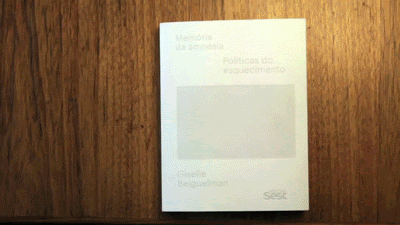 Memória
da amnésia
Políticas do
esquecimento
Giselle
Beiguelman
Sesc